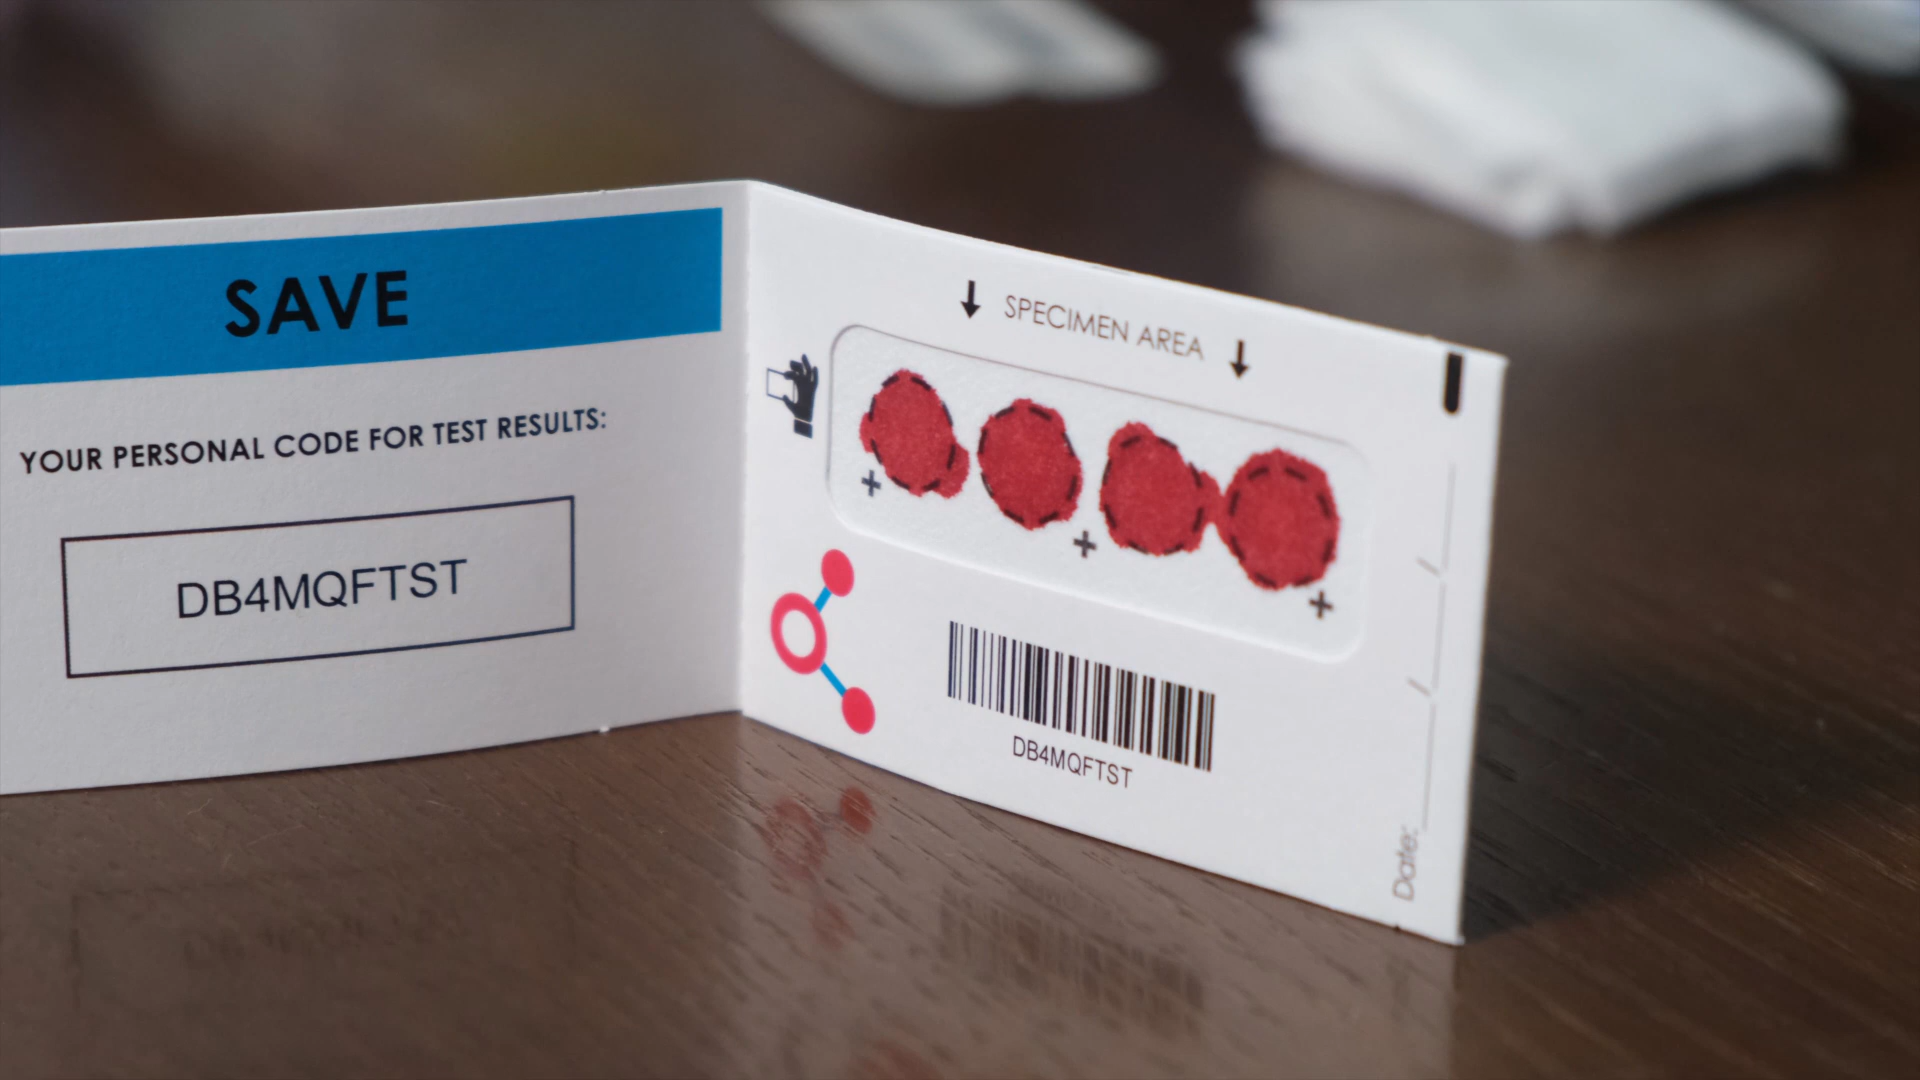 SAVE
YOUR PERSONAL CODE FOR TEST RESULTS:
DB4MQFTST
SPECIMEN AREA
DB4MQFTST
Date: